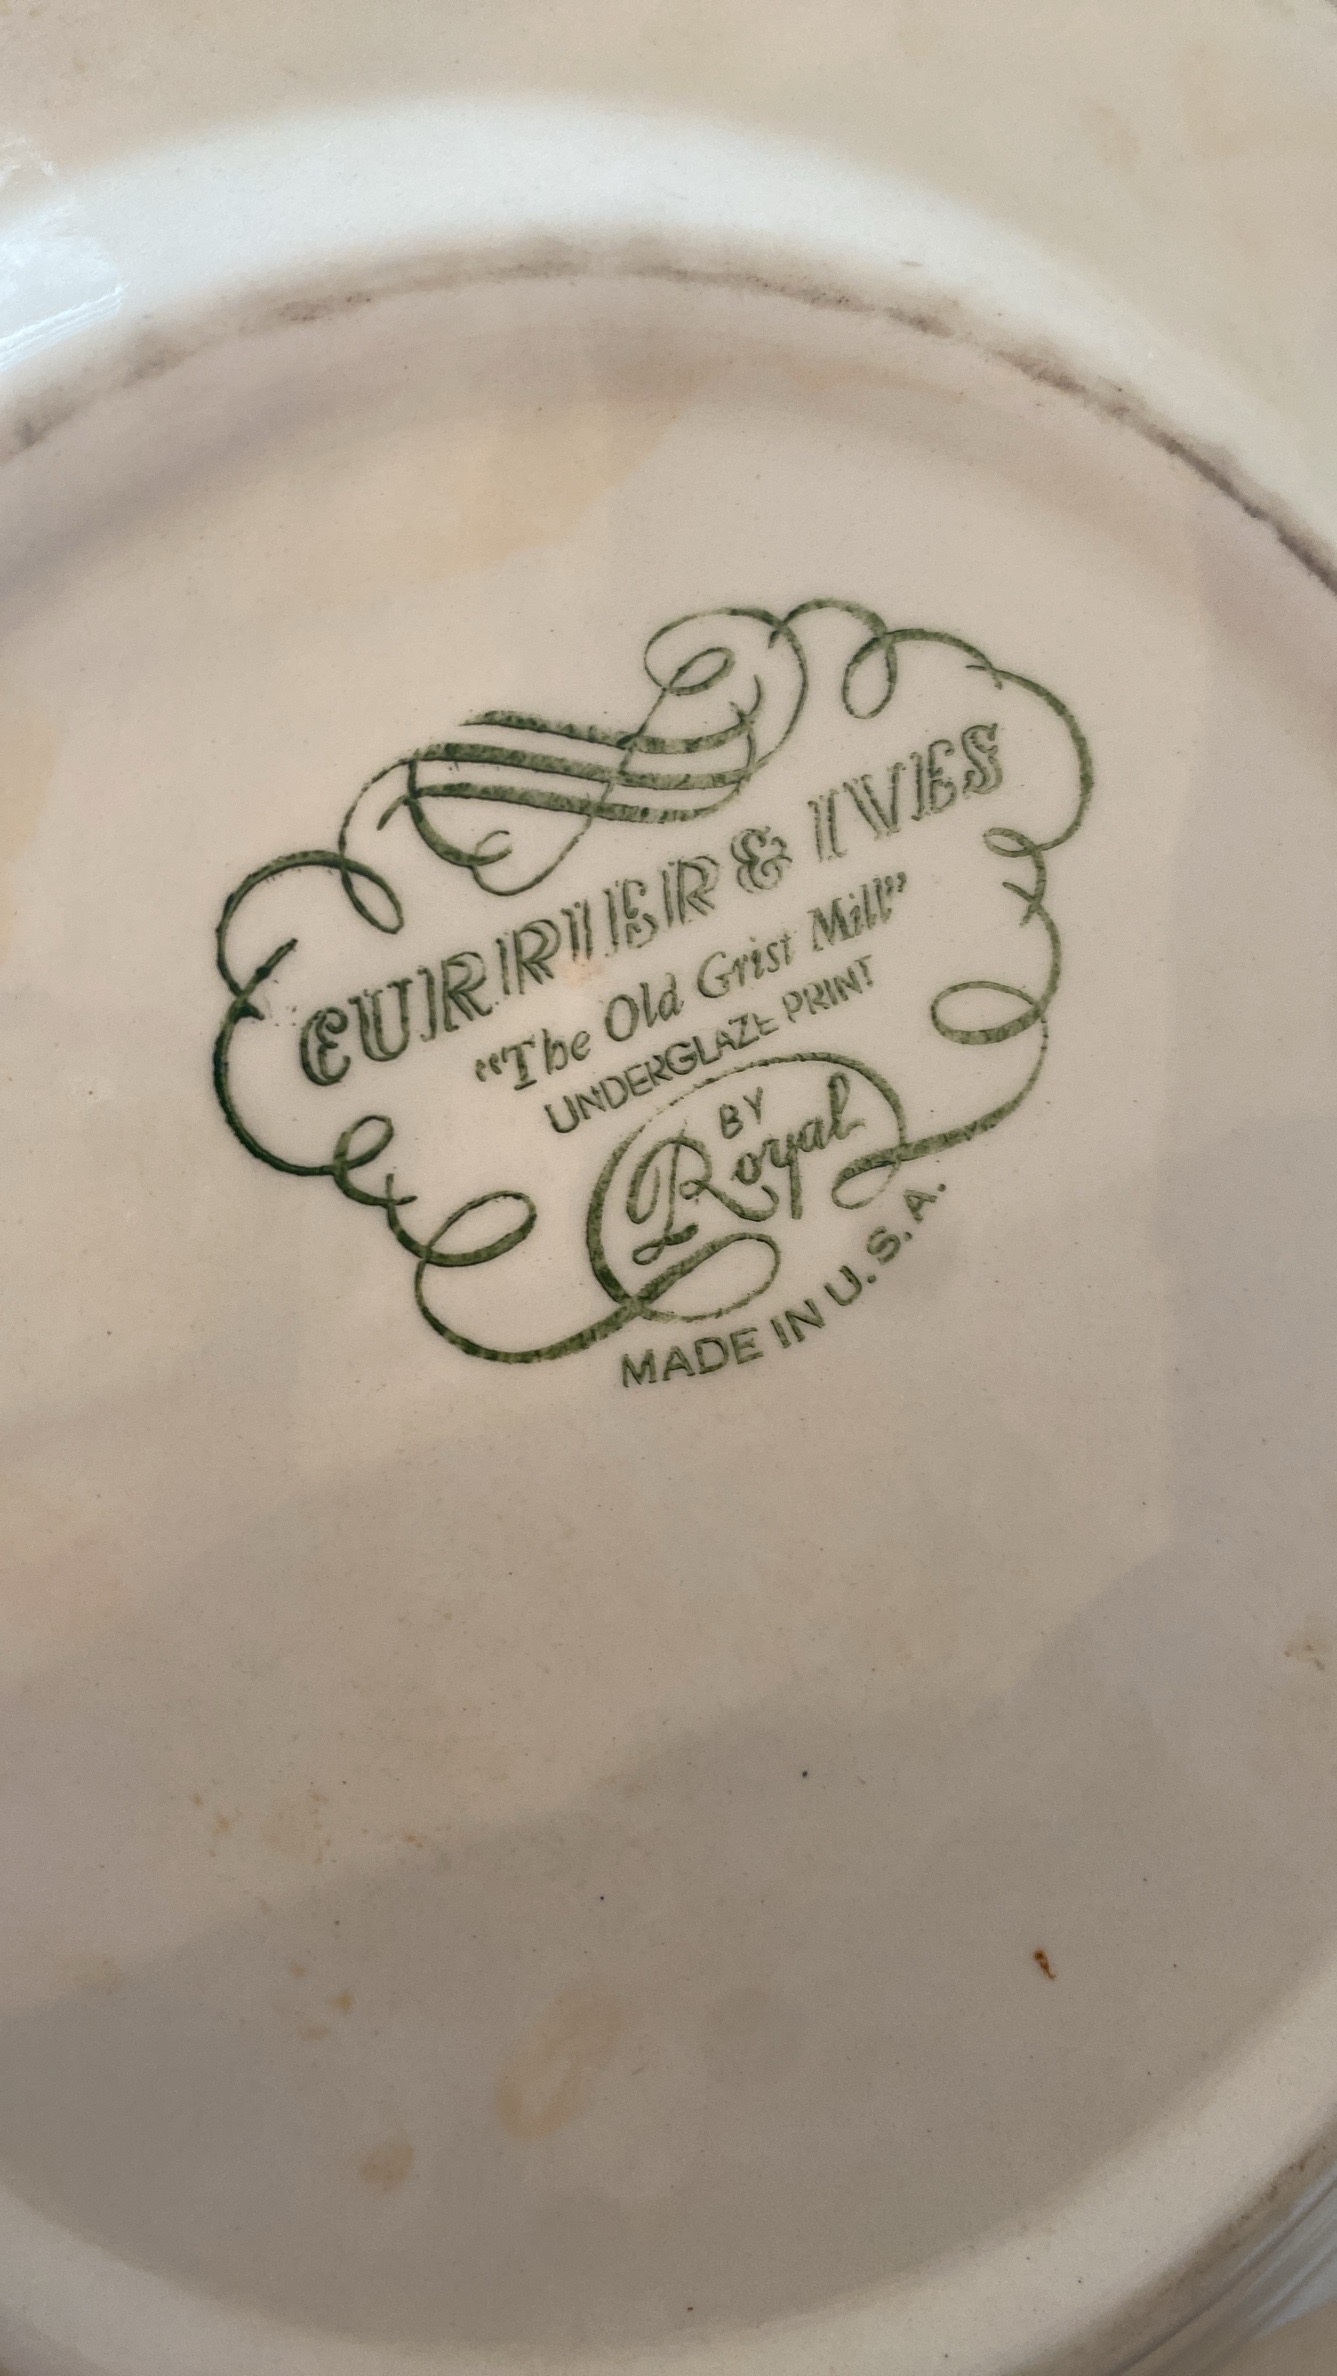 CURRIER & IVES
“The Old Grist Mill”
UNDERGLAZE PRINT
BY
Royal
MADE IN U.S.A.